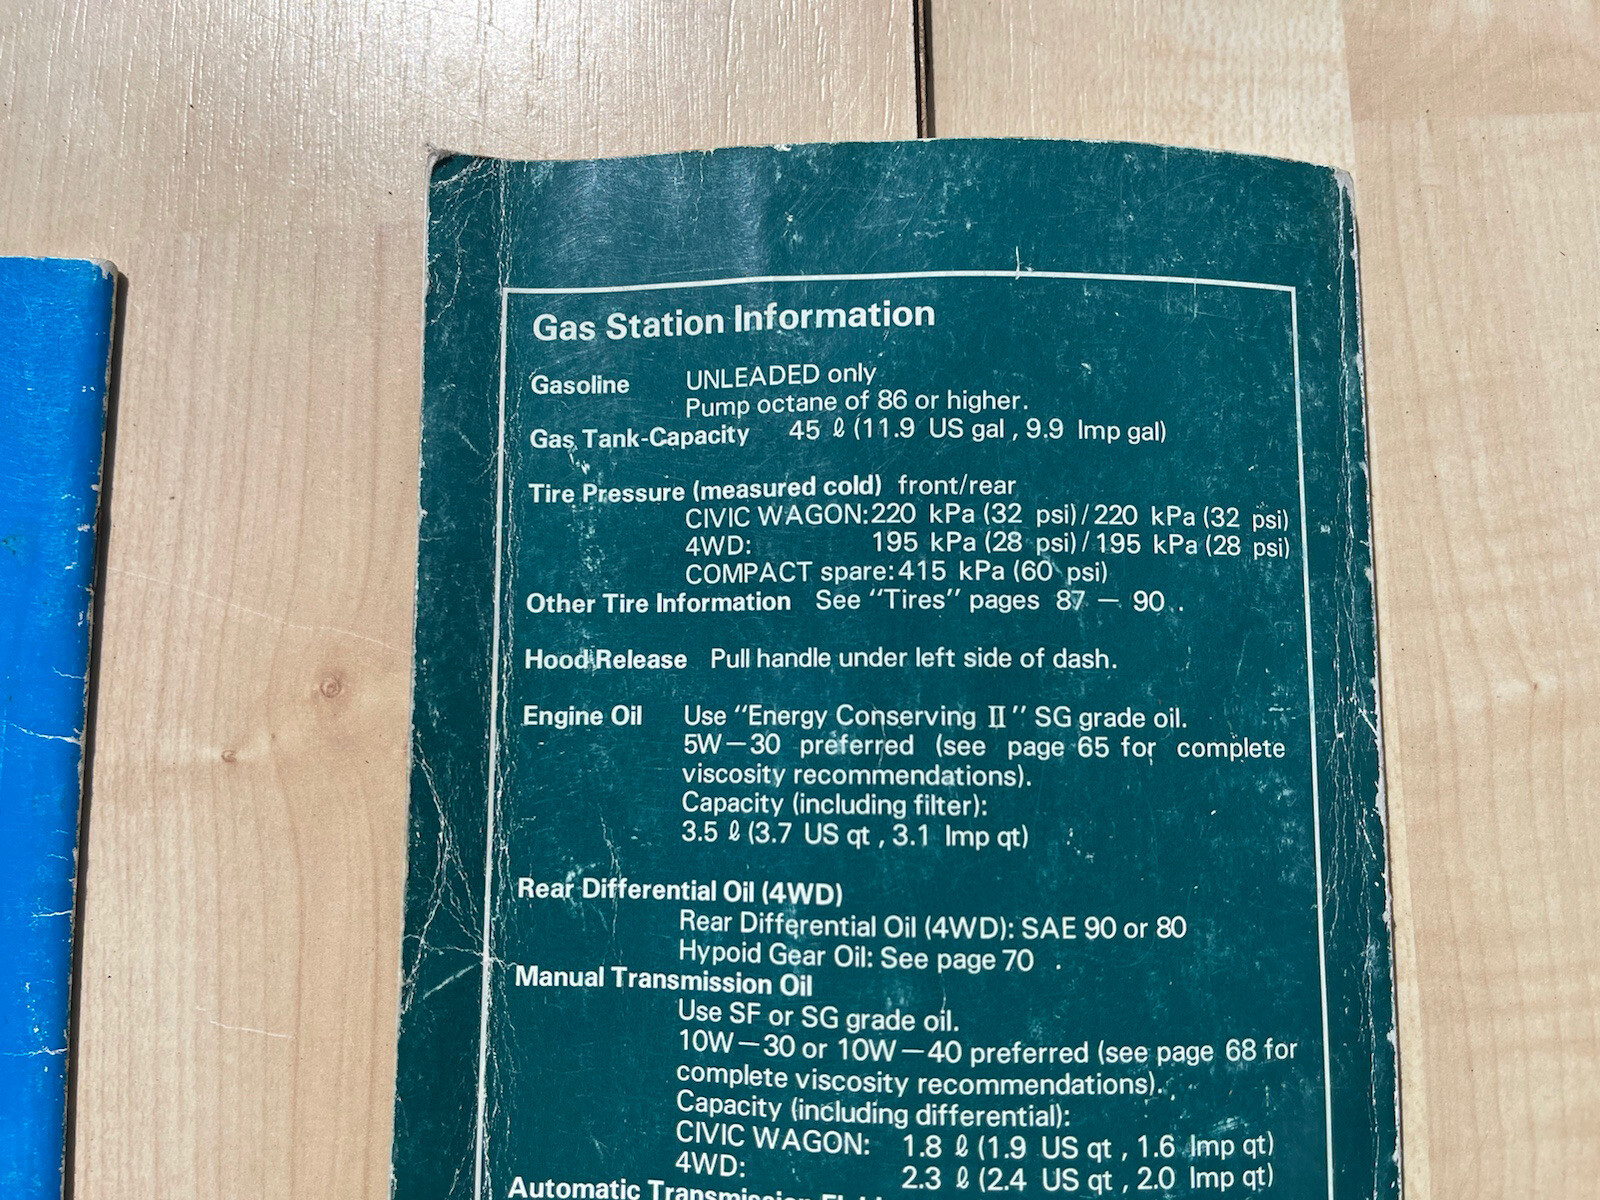 Gas Station Information
Gasoline UNLEADED only
Pump octane of 86 or higher.
Gas Tank-Capacity 45 ℓ (11.9 US gal , 9.9 Imp gal)
Tire Pressure (measured cold) front/rear
CIVIC WAGON: 220 kPa (32 psi) / 220 kPa (32 psi)
4WD: 195 kPa (28 psi) / 195 kPa (28 psi)
COMPACT spare: 415 kPa (60 psi)
Other Tire Information See “Tires” pages 87 — 90 .
Hood Release Pull handle under left side of dash.
Engine Oil Use “Energy Conserving II” SG grade oil.
5W—30 preferred (see page 65 for complete
viscosity recommendations).
Capacity (including filter):
3.5 ℓ (3.7 US qt , 3.1 Imp qt)
Rear Differential Oil (4WD)
Rear Differential Oil (4WD): SAE 90 or 80
Hypoid Gear Oil: See page 70 .
Manual Transmission Oil
Use SF or SG grade oil.
10W—30 or 10W—40 preferred (see page 68 for
complete viscosity recommendations).
Capacity (including differential):
CIVIC WAGON: 1.8 ℓ (1.9 US qt , 1.6 Imp qt)
4WD: 2.3 ℓ (2.4 US qt , 2.0 Imp qt)
Automatic Transmission